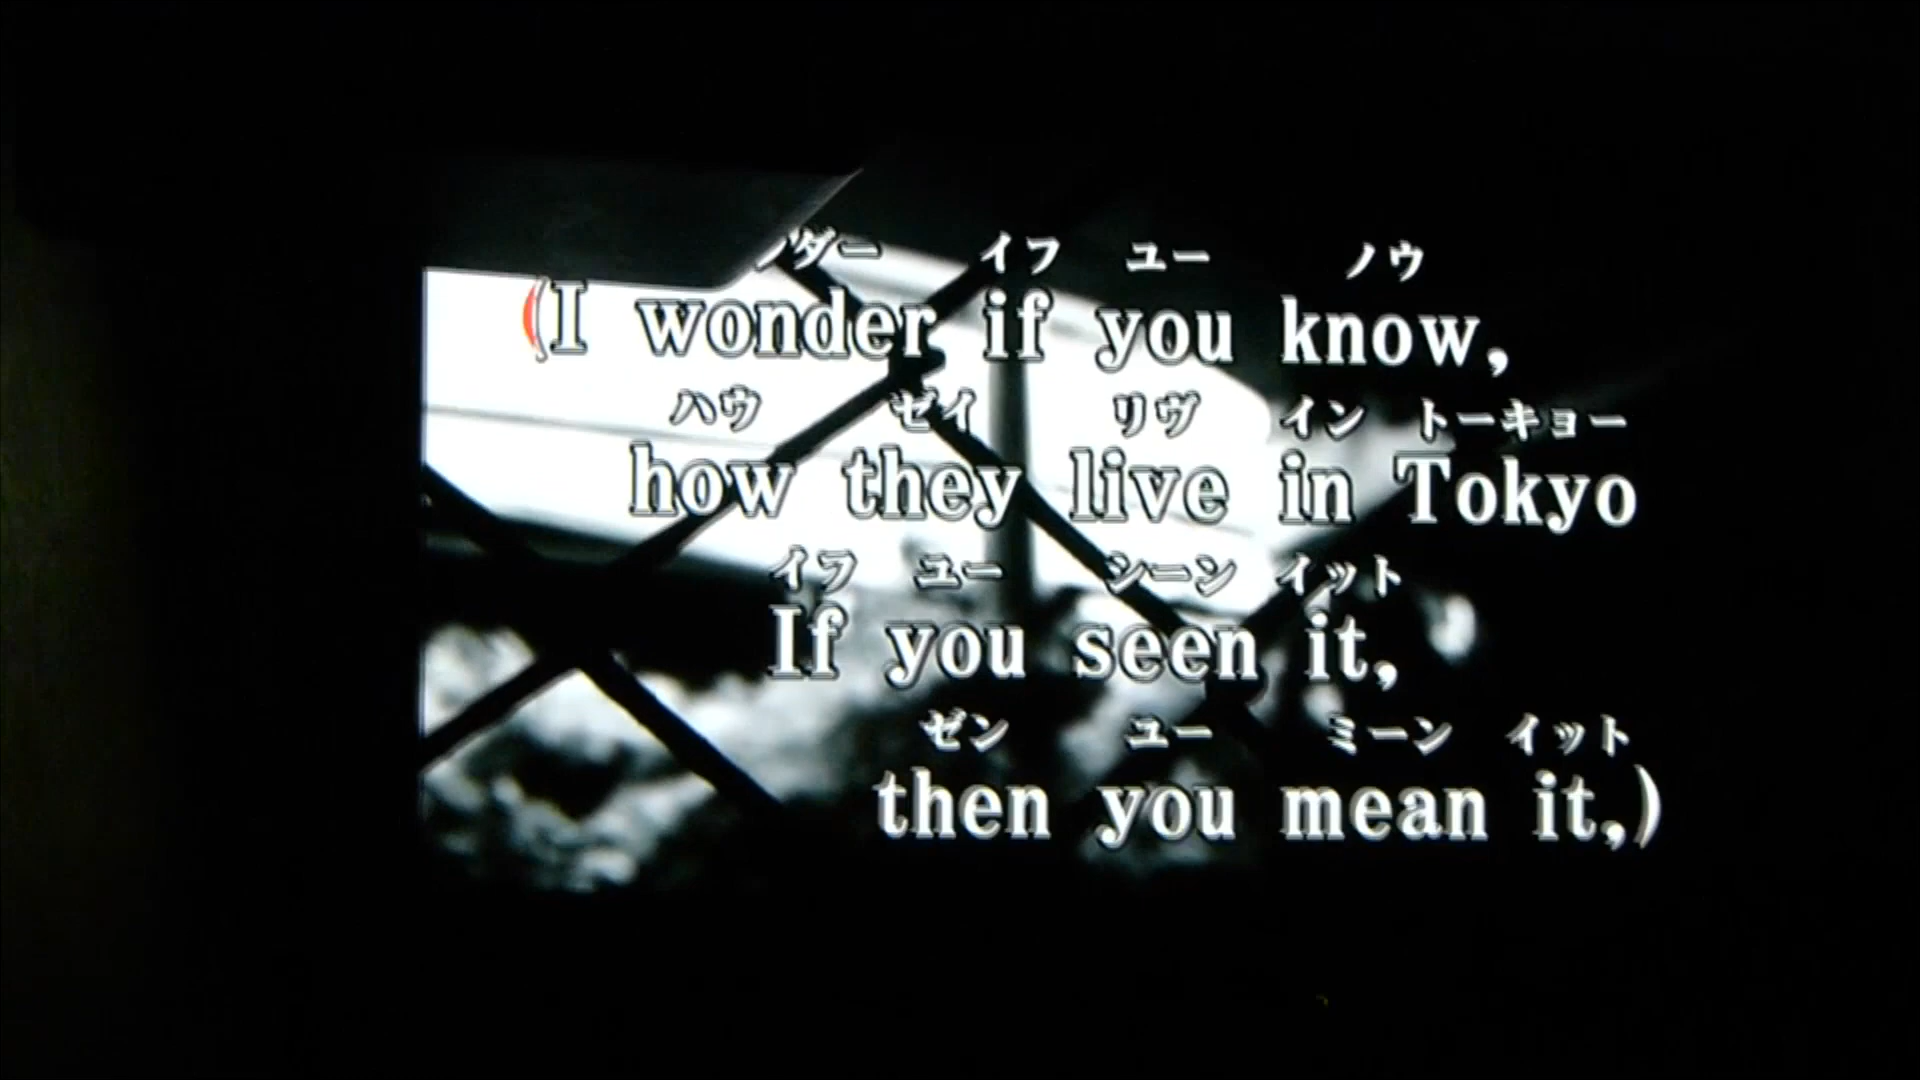 ンダー イフ ユー ノウ
(I wonder if you know,
ハウ ゼイ リヴ イン トーキョー
how they live in Tokyo
イフ ユー シーン イット
If you seen it,
ゼン ユー ミーン イット
then you mean it,)